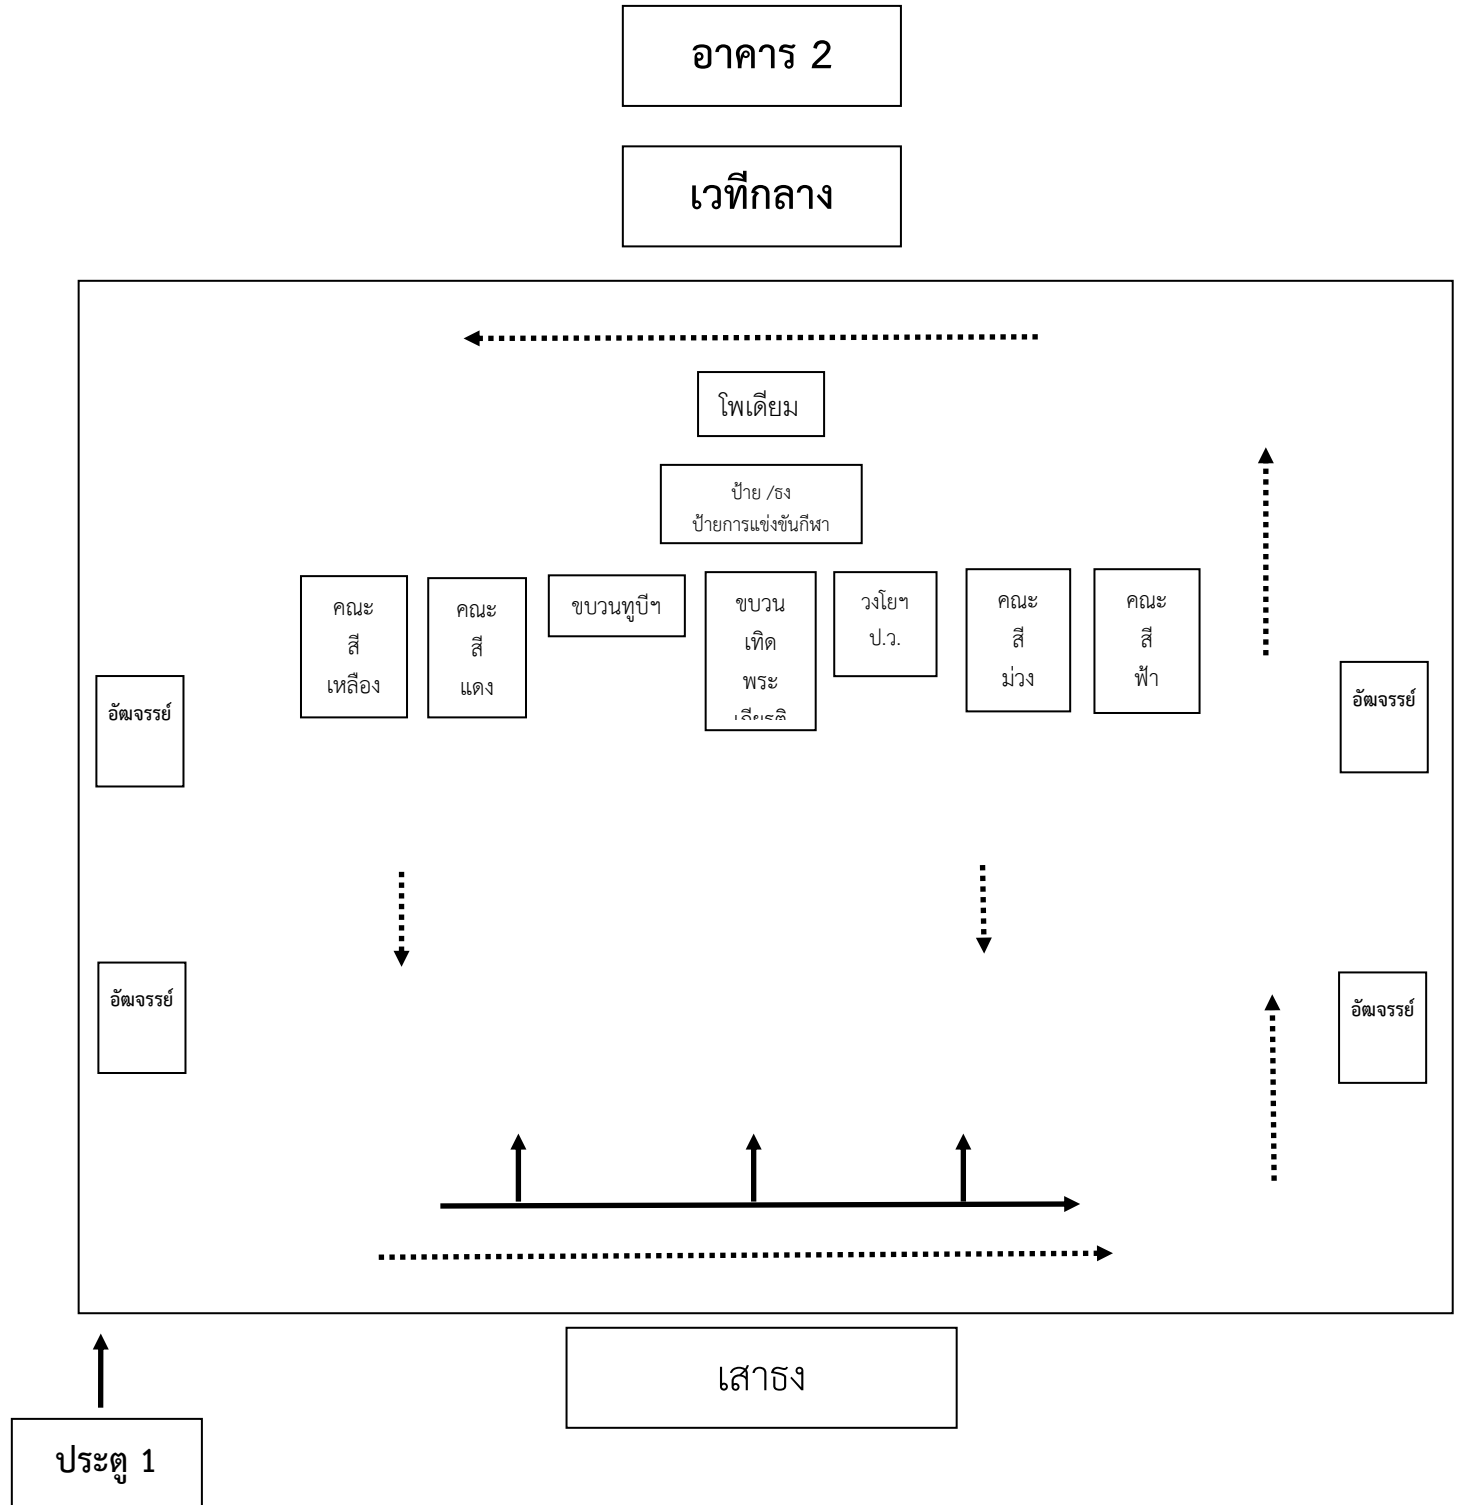 อาคาร 2
เวทีกลาง
โพเดียม
ป้าย /ธง
ป้ายการแข่งขันกีฬา
คณะ
สี
เหลือง
คณะ
สี
แดง
ขบวนทูบีฯ
ขบวน
เทิด
พระ
เกียรติ
วงโยฯ
ป.ว.
คณะ
สี
ม่วง
คณะ
สี
ฟ้า
อัฒจรรย์
อัฒจรรย์
อัฒจรรย์
อัฒจรรย์
เสาธง
ประตู 1